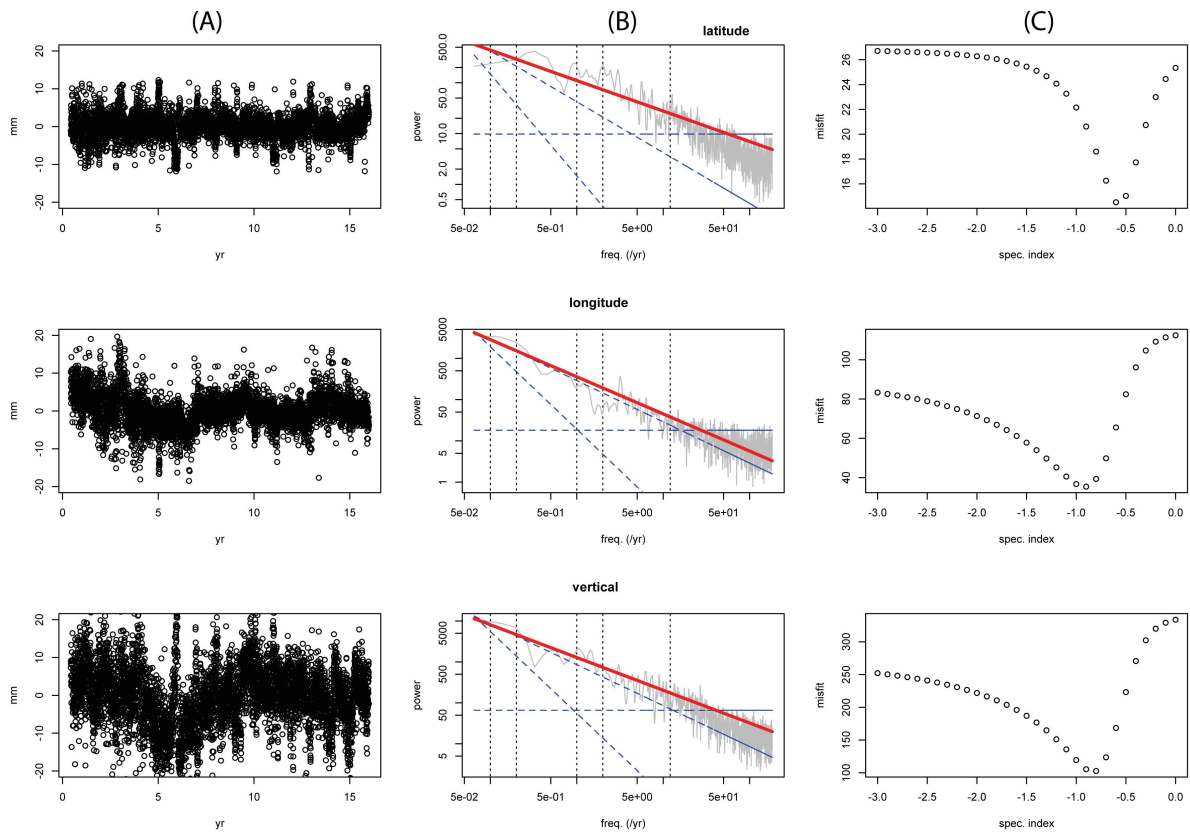 (A) (B) (C)
latitude
mm
20
10
0
-10
-20
0 5 10 15
yr
power
500.0
50.0
10.0
2.0
0.5
5e-02 5e-01 5e+00 5e+01
freq. (/yr)
misfit
26
24
22
20
18
16
-3.0 -2.5 -2.0 -1.5 -1.0 -0.5 0.0
spec. index
longitude
mm
20
10
0
-10
-20
0 5 10 15
yr
power
5000
500
50
5
1
5e-02 5e-01 5e+00 5e+01
freq. (/yr)
misfit
100
80
60
40
-3.0 -2.5 -2.0 -1.5 -1.0 -0.5 0.0
spec. index
vertical
mm
20
10
0
-10
-20
0 5 10 15
yr
power
5000
500
50
5
5e-02 5e-01 5e+00 5e+01
freq. (/yr)
misfit
300
250
200
150
100
-3.0 -2.5 -2.0 -1.5 -1.0 -0.5 0.0
spec. index